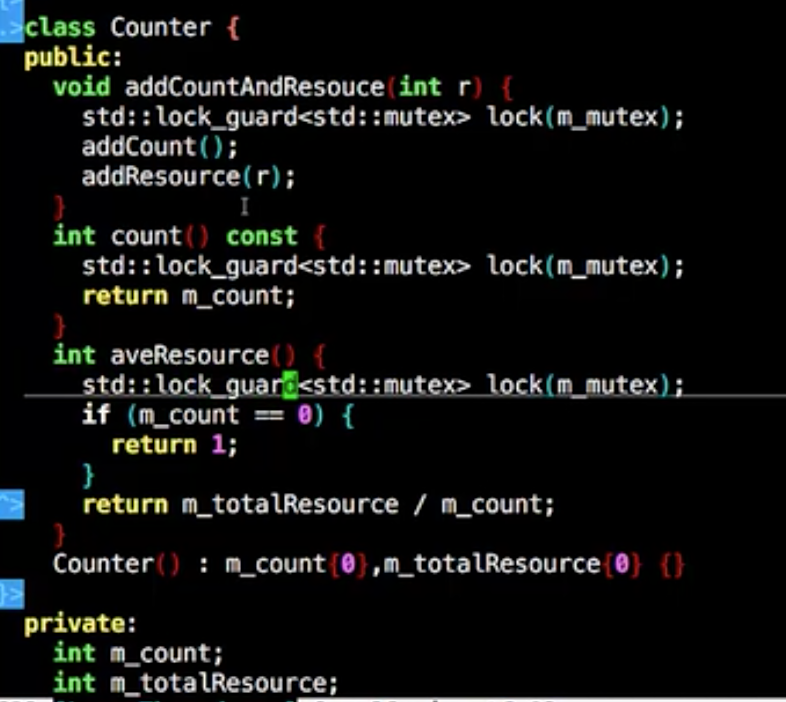 class Counter {
public:
  void addCountAndResouce(int r) {
    std::lock_guard<std::mutex> lock(m_mutex);
    addCount();
    addResource(r);
  }
  int count() const {
    std::lock_guard<std::mutex> lock(m_mutex);
    return m_count;
  }
  int aveResource() {
    std::lock_guard<std::mutex> lock(m_mutex);
    if (m_count == 0) {
      return 1;
    }
    return m_totalResource / m_count;
  }
  Counter() : m_count{0},m_totalResource{0} {}
private:
  int m_count;
  int m_totalResource;